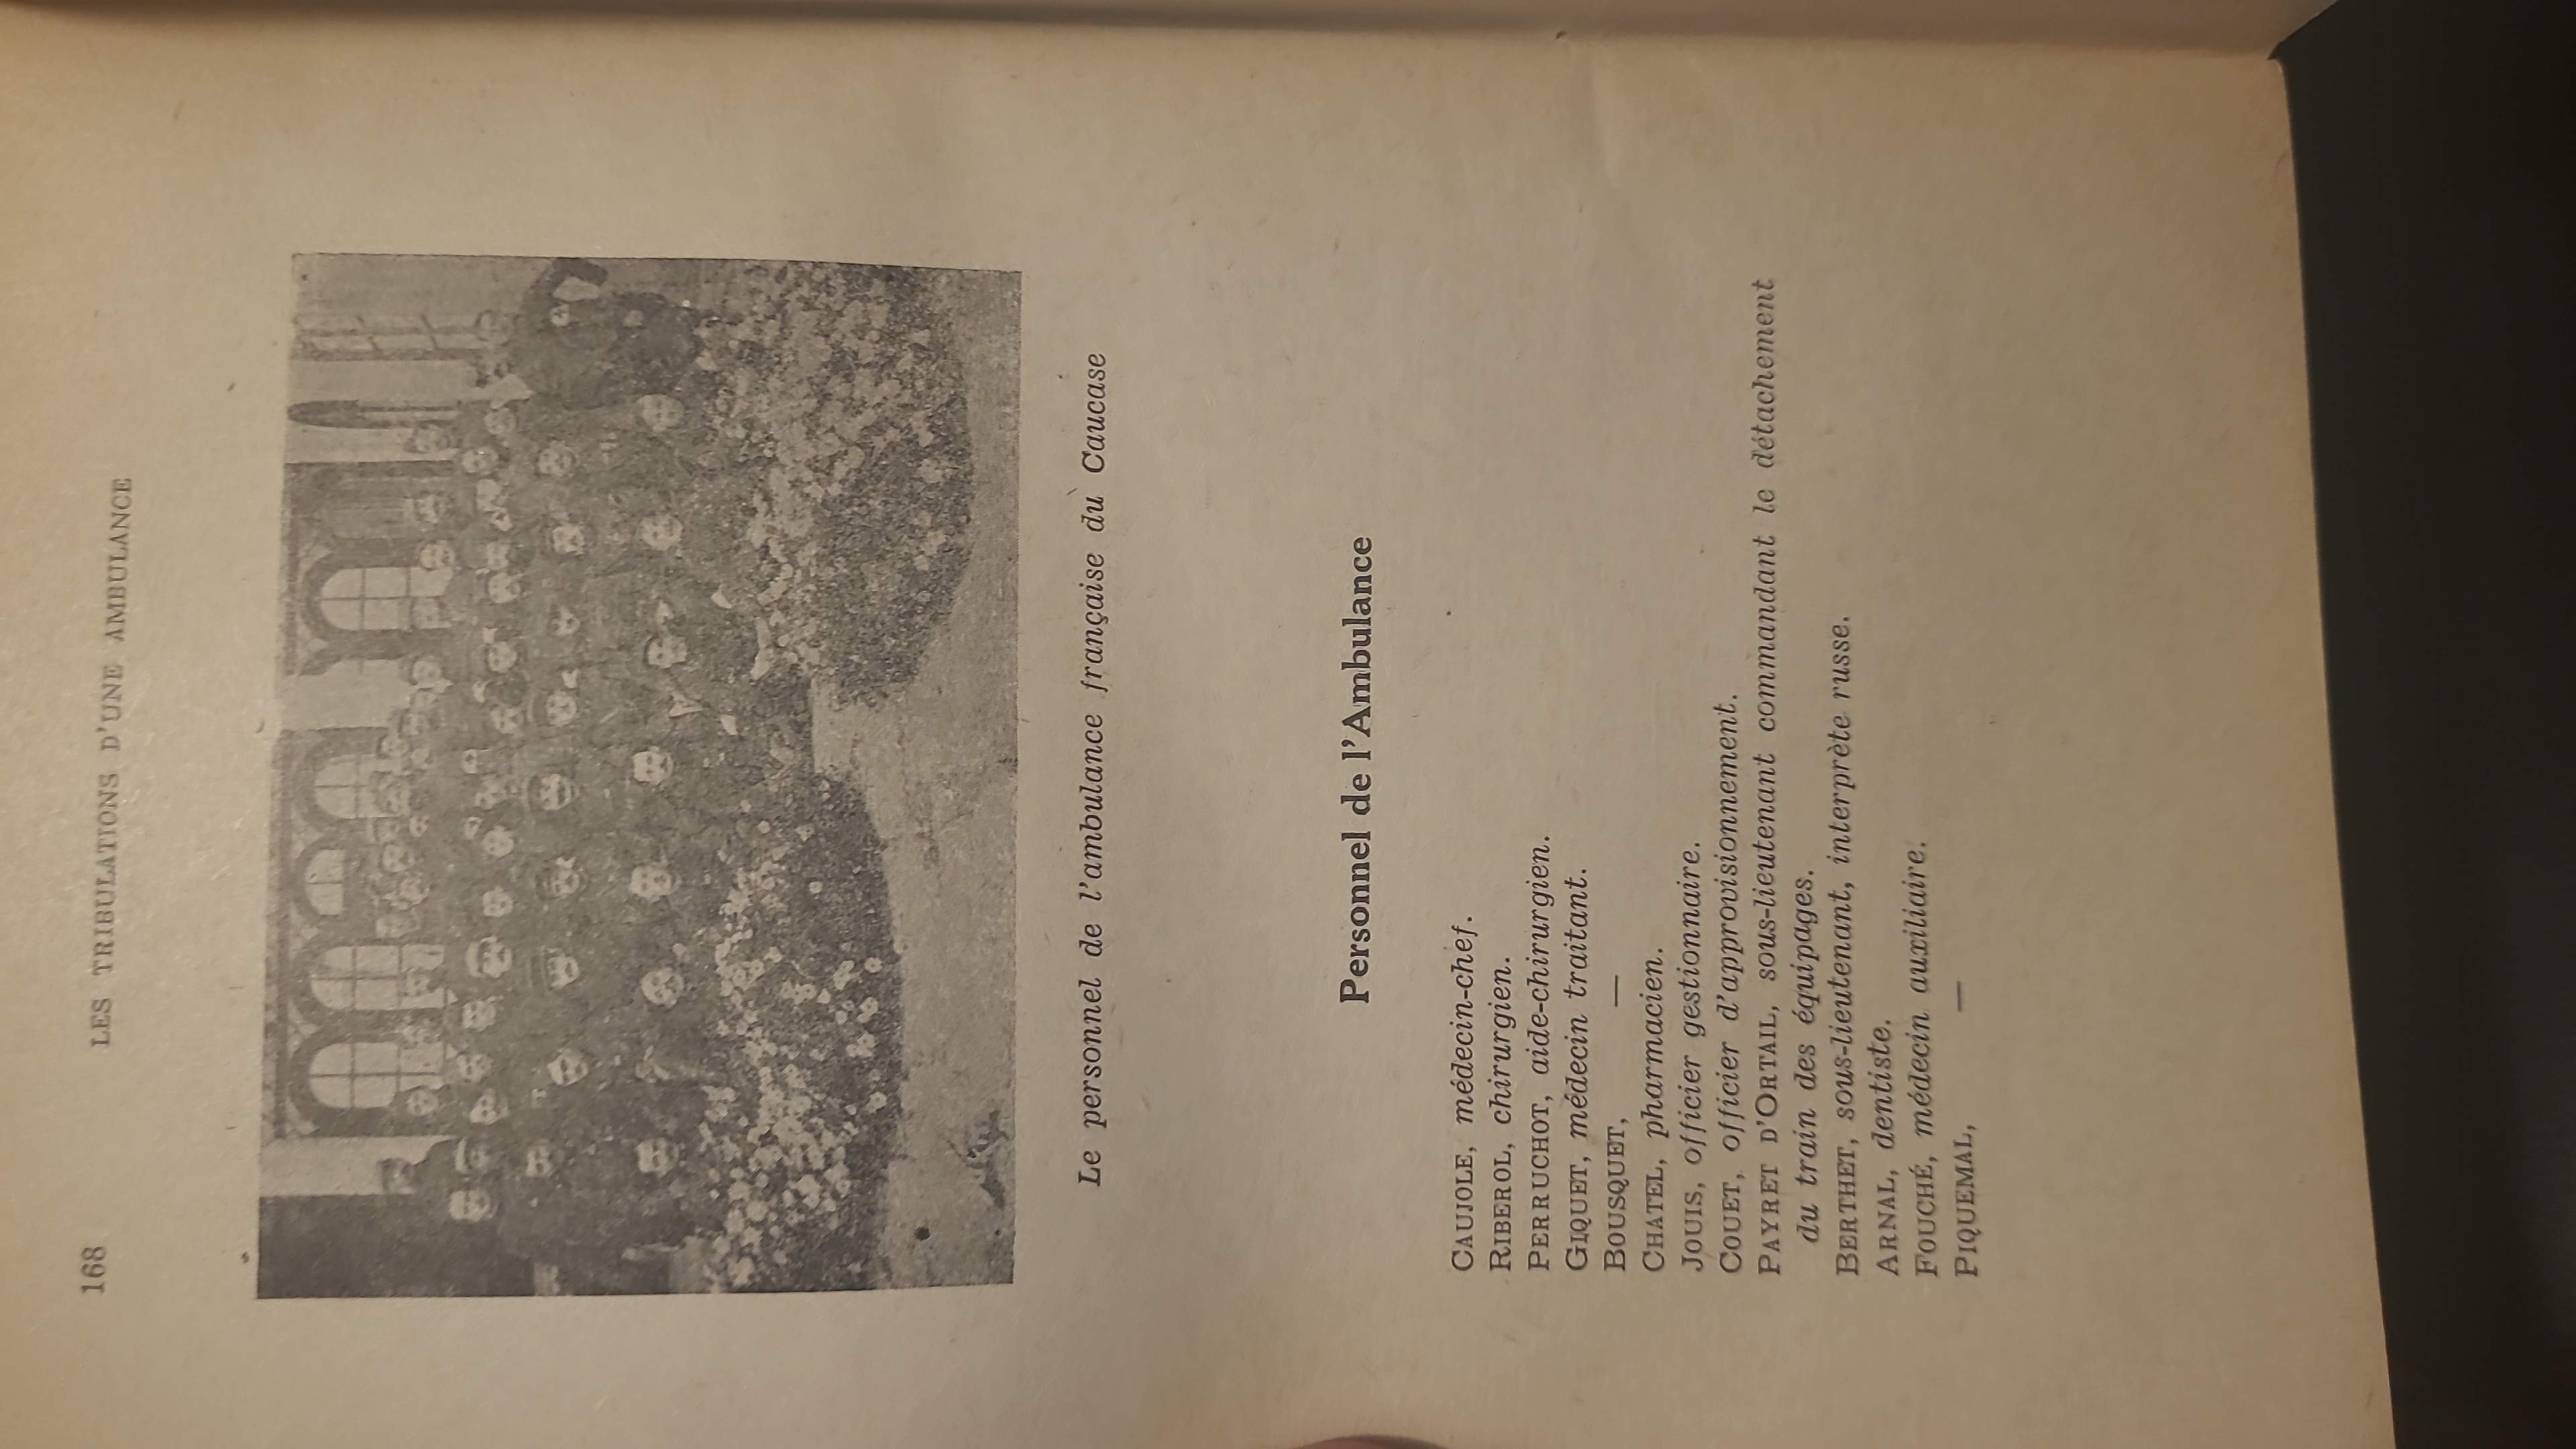 168 LES TRIBULATIONS D'UNE AMBULANCE
Le personnel de l'ambulance française du Caucase
Personnel de l'Ambulance
CAUJOLE, médecin-chef.
RIBEROL, chirurgien.
PERRUCHOT, aide-chirurgien.
GIQUET, médecin traitant.
BOUSQUET, —
CHATEL, pharmacien.
JOUIS, officier gestionnaire.
COUET, officier d'approvisionnement.
PAYRET D'ORTAIL, sous-lieutenant commandant le détachement
du train des équipages.
BERTHET, sous-lieutenant, interprète russe.
ARNAL, dentiste.
FOUCHÉ, médecin auxiliaire.
PIQUEMAL, —